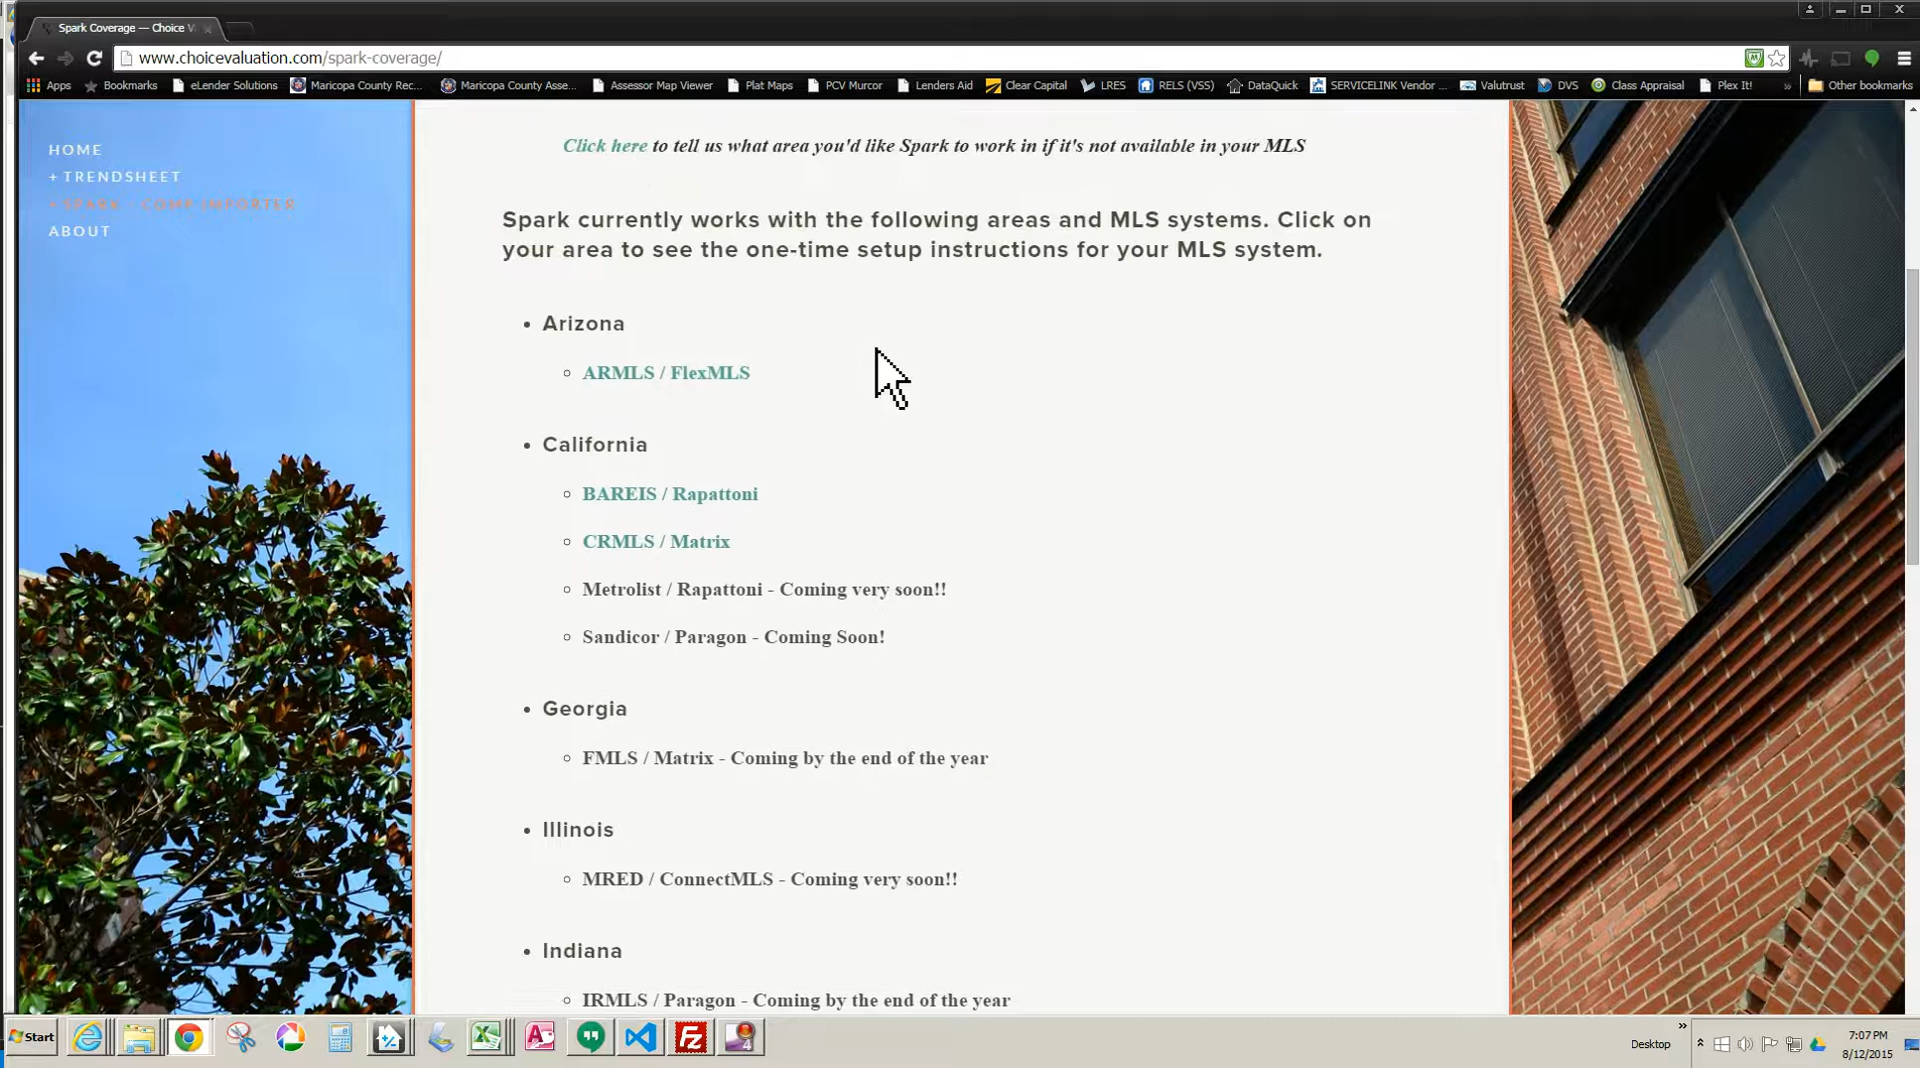 Spark Coverage — Choice V
www.choicevaluation.com/spark-coverage/
Apps
Bookmarks
eLender Solutions
Maricopa County Rec...
Maricopa County Asse...
Assessor Map Viewer
Plat Maps
PCV Murcor
Lenders Aid
Clear Capital
LRES
RELS (VSS)
DataQuick
SERVICELINK Vendor ...
Valutrust
DVS
Class Appraisal
Plex It!
»
Other bookmarks
HOME
+ TRENDSHEET
+ SPARK - COMP IMPORTER
ABOUT
Click here to tell us what area you'd like Spark to work in if it's not available in your MLS
Spark currently works with the following areas and MLS systems. Click on
your area to see the one-time setup instructions for your MLS system.
• Arizona
◦ ARMLS / FlexMLS
• California
◦ BAREIS / Rapattoni
◦ CRMLS / Matrix
◦ Metrolist / Rapattoni - Coming very soon!!
◦ Sandicor / Paragon - Coming Soon!
• Georgia
◦ FMLS / Matrix - Coming by the end of the year
• Illinois
◦ MRED / ConnectMLS - Coming very soon!!
• Indiana
◦ IRMLS / Paragon - Coming by the end of the year
Start
Desktop
»
7:07 PM
8/12/2015